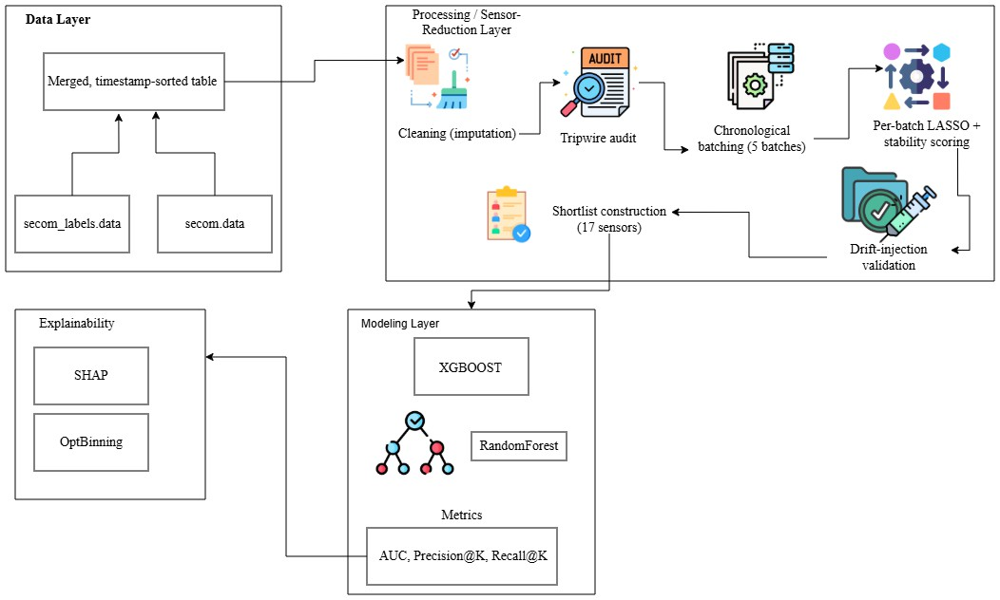 Data Layer
Merged, timestamp-sorted table
secom_labels.data
secom.data
Processing / Sensor-
Reduction Layer
Cleaning (imputation)
AUDIT
Tripwire audit
Chronological
batching (5 batches)
Per-batch LASSO +
stability scoring
Drift-injection
validation
Shortlist construction
(17 sensors)
Modeling Layer
XGBOOST
RandomForest
Metrics
AUC, Precision@K, Recall@K
Explainability
SHAP
OptBinning